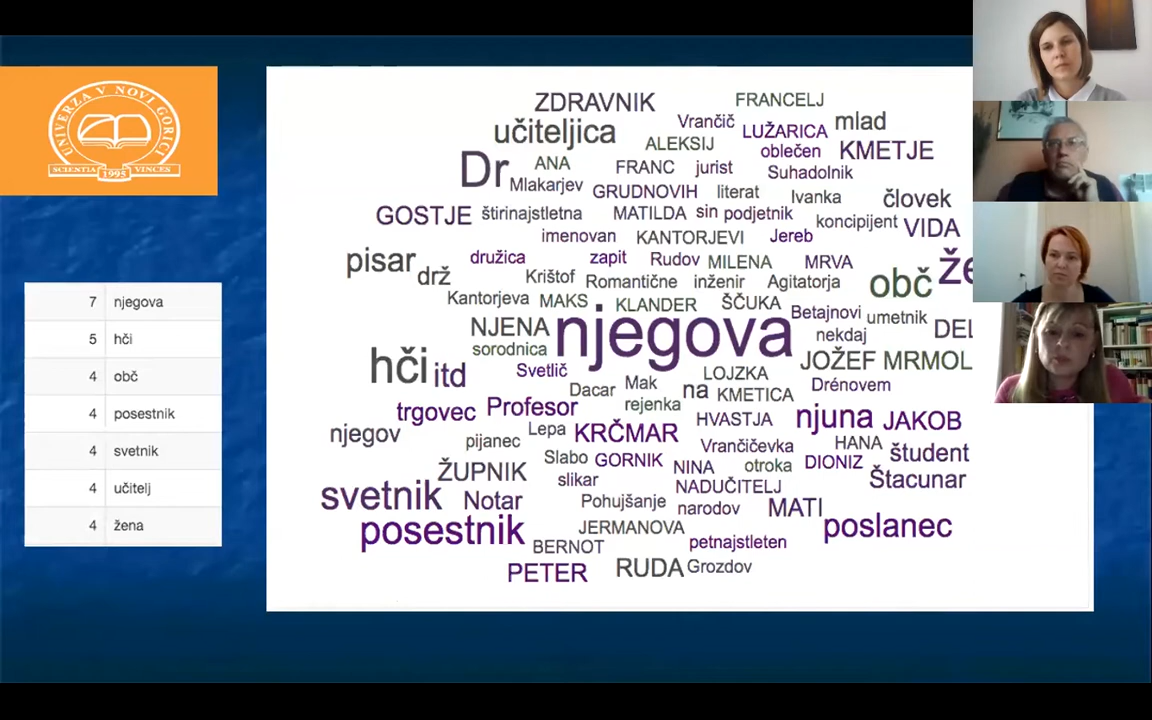 UNIVERZA V NOVI GORICI
SCIENTIA VINCES
1995
7 njegova
5 hči
4 obč
4 posestnik
4 svetnik
4 učitelj
4 žena
ZDRAVNIK FRANCELJ
učiteljica Vrančič mlad
ALEKSIJ LUŽARICA
oblečen KMETJE
Dr ANA FRANC jurist Suhadolnik
Mlakarjev GRUDNOVIH literat Ivanka človek
GOSTJE štirinajstletna MATILDA sin podjetnik koncipijent VIDA
imenovan KANTORJEVI Jereb
pisar družica zapit Rudov MILENA MRVA
drž Krištof Romantične inženir Agitatorja obč
Kantorjeva MAKS KLANDER ŠČUKA Betajnovi umetnik
NJENA njegova nekdaj
sorodnica JOŽEF MRMOL
hči itd Svetlič LOJZKA
Dacar Mak na KMETICA Drénovem
trgovec Profesor rejenka HVASTJA njuna JAKOB
njegov pijanec Lepa KRČMAR Vrančičevka HANA študent
ŽUPNIK Slabo GORNIK NINA otroka DIONIZ Štacunar
slikar NADUČITELJ
svetnik Notar Pohujšanje narodov MATI
posestnik JERMANOVA poslanec
BERNOT petnajstleten
PETER RUDA Grozdov